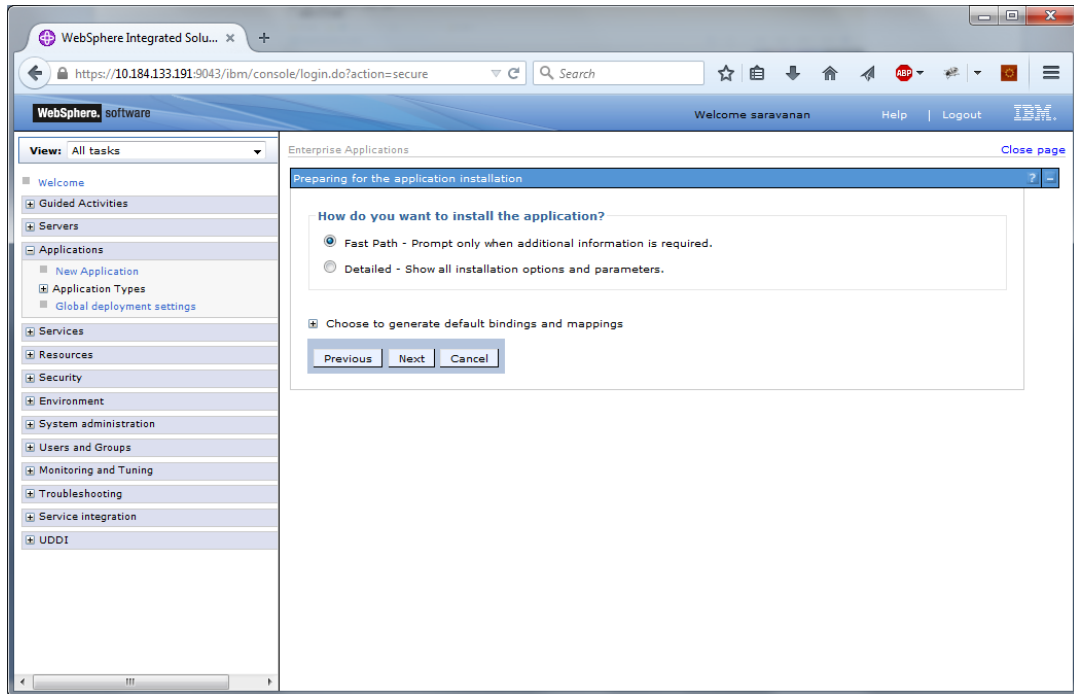 WebSphere Integrated Solu...
https://10.184.133.191:9043/ibm/console/login.do?action=secure
Search
ABP
WebSphere. software
Welcome saravanan
Help | Logout
IBM.
View: All tasks
Welcome
Guided Activities
Servers
Applications
New Application
Application Types
Global deployment settings
Services
Resources
Security
Environment
System administration
Users and Groups
Monitoring and Tuning
Troubleshooting
Service integration
UDDI
Enterprise Applications
Close page
Preparing for the application installation
How do you want to install the application?
Fast Path - Prompt only when additional information is required.
Detailed - Show all installation options and parameters.
Choose to generate default bindings and mappings
Previous Next Cancel